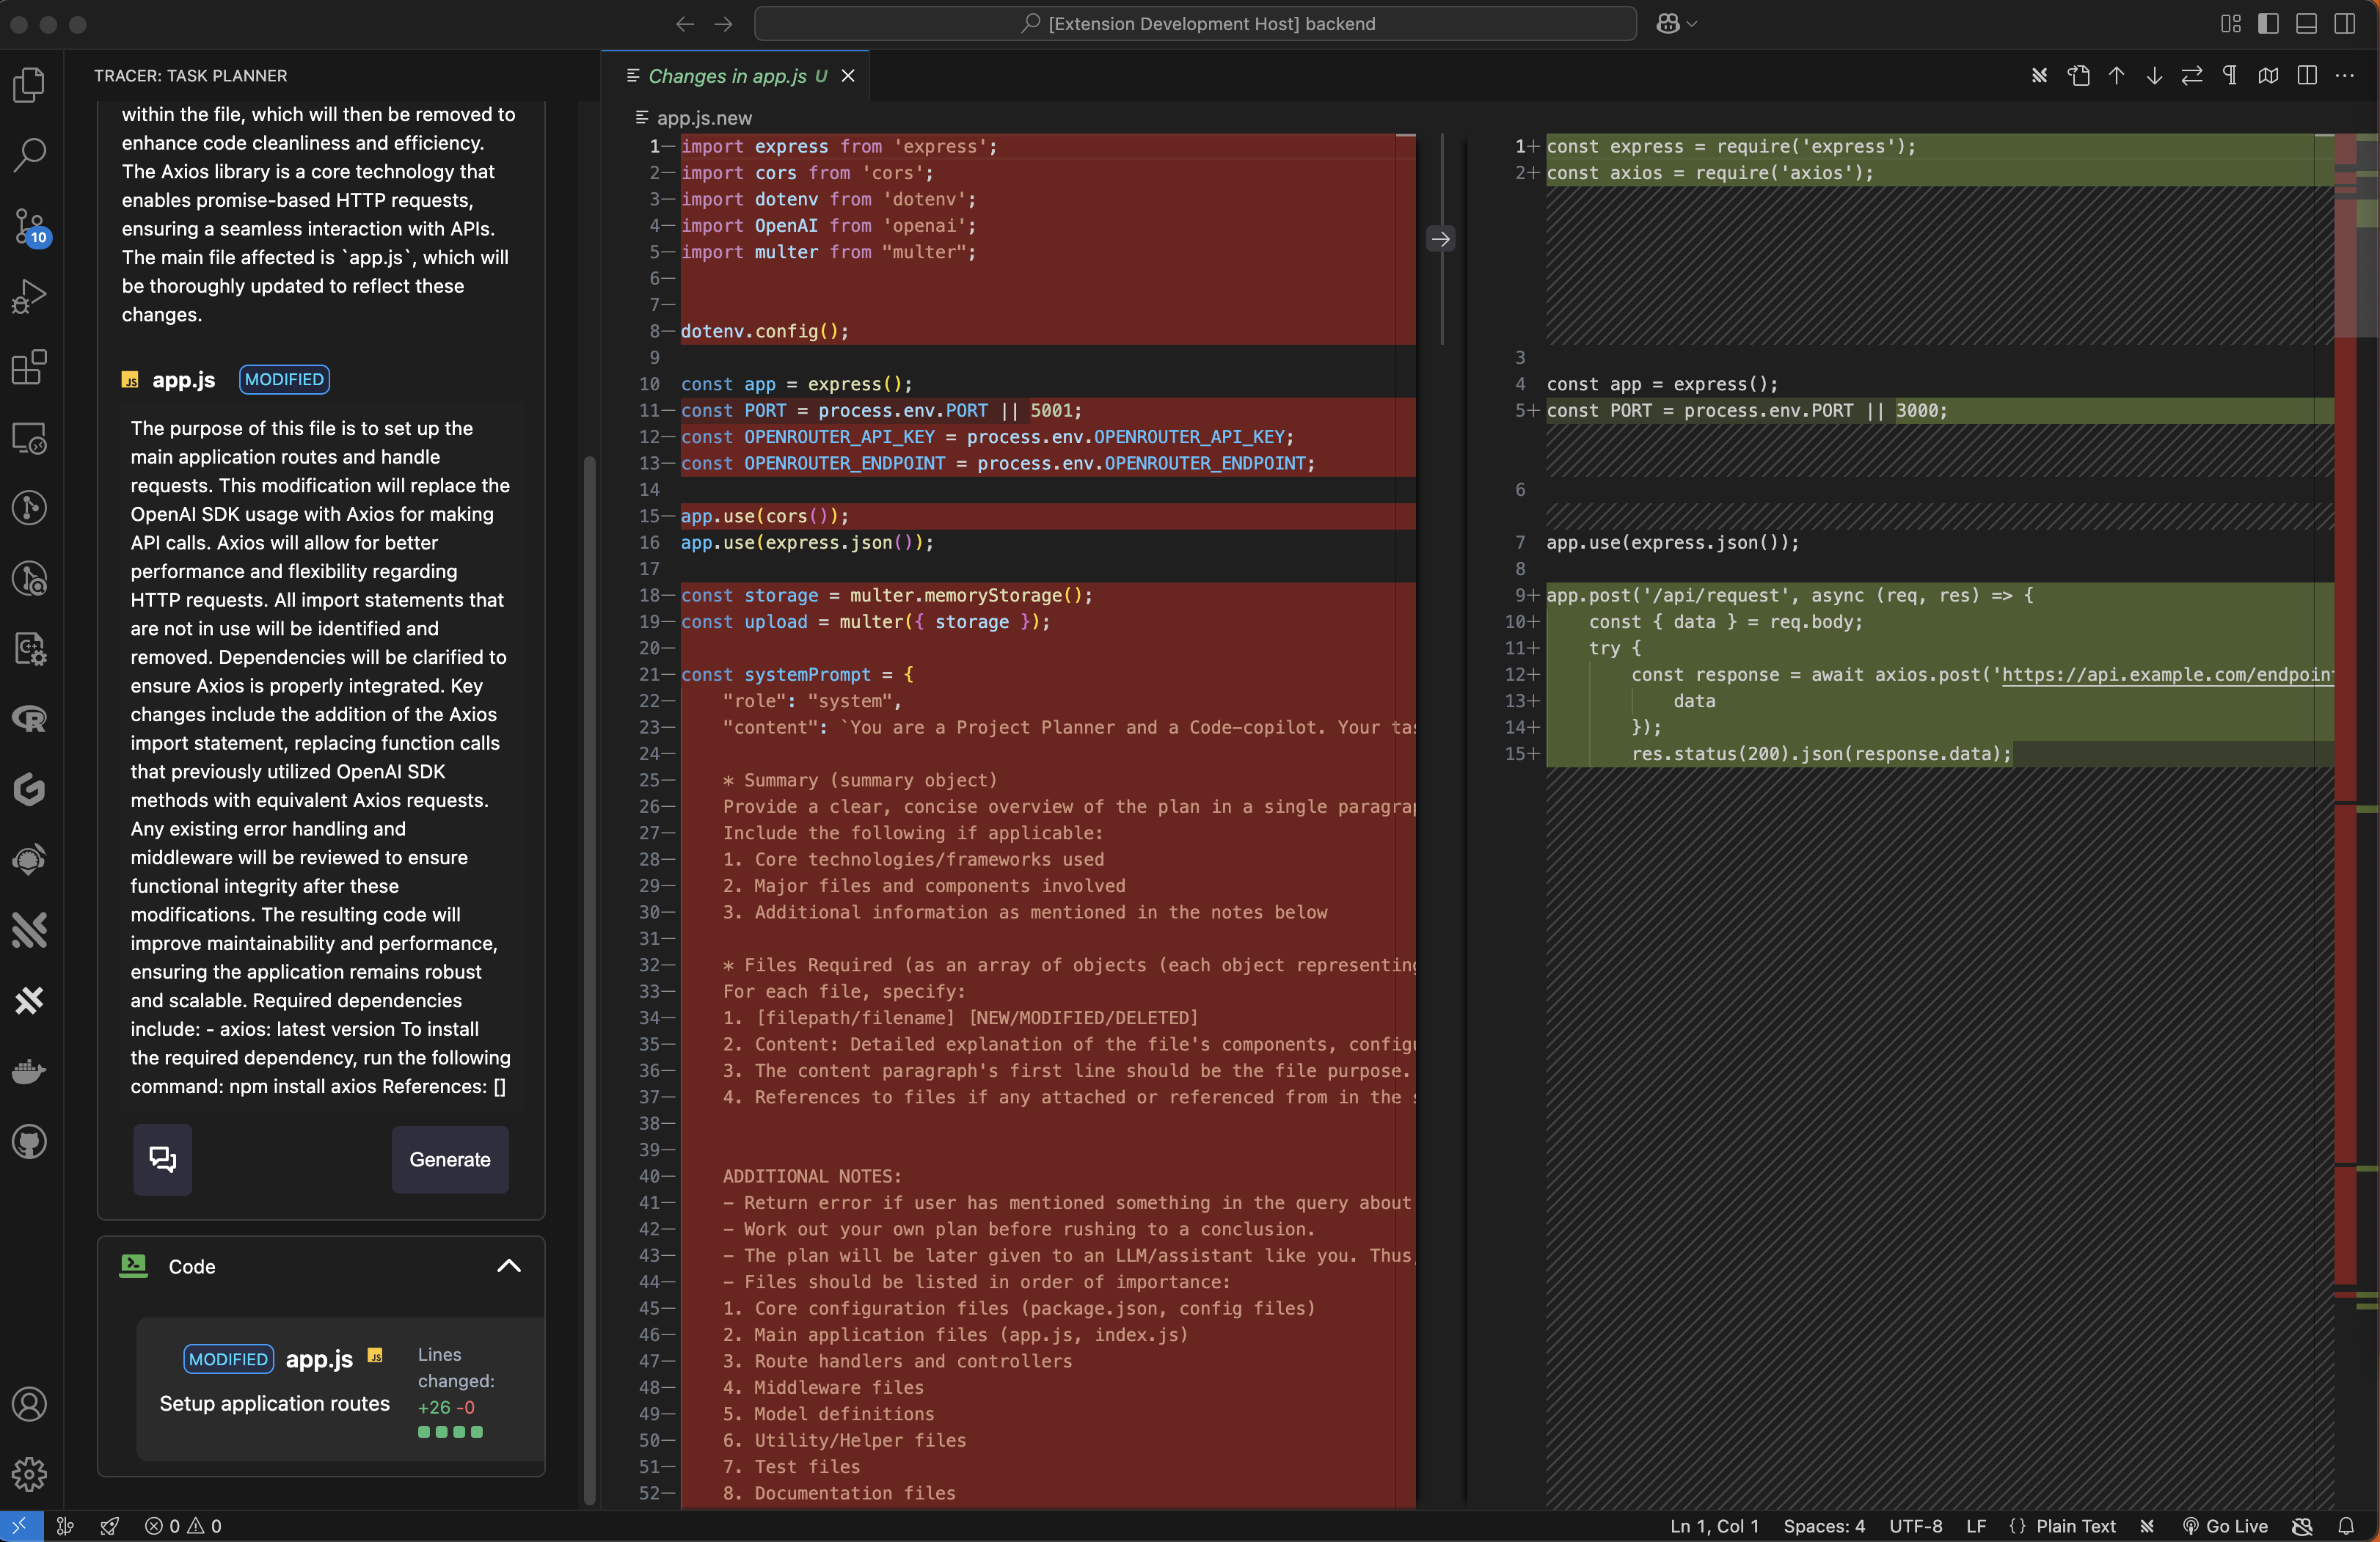 [Extension Development Host] backend
TRACER: TASK PLANNER
within the file, which will then be removed to
enhance code cleanliness and efficiency.
The Axios library is a core technology that
enables promise-based HTTP requests,
ensuring a seamless interaction with APIs.
The main file affected is `app.js`, which will
be thoroughly updated to reflect these
changes.
JS app.js MODIFIED
The purpose of this file is to set up the
main application routes and handle
requests. This modification will replace the
OpenAI SDK usage with Axios for making
API calls. Axios will allow for better
performance and flexibility regarding
HTTP requests. All import statements that
are not in use will be identified and
removed. Dependencies will be clarified to
ensure Axios is properly integrated. Key
changes include the addition of the Axios
import statement, replacing function calls
that previously utilized OpenAI SDK
methods with equivalent Axios requests.
Any existing error handling and
middleware will be reviewed to ensure
functional integrity after these
modifications. The resulting code will
improve maintainability and performance,
ensuring the application remains robust
and scalable. Required dependencies
include: - axios: latest version To install
the required dependency, run the following
command: npm install axios References: []
Generate
Code
MODIFIED app.js JS
Setup application routes
Lines
changed:
+26 -0
10
Changes in app.js U
app.js.new
1— import express from 'express';
2— import cors from 'cors';
3— import dotenv from 'dotenv';
4— import OpenAI from 'openai';
5— import multer from "multer";
6—
7—
8— dotenv.config();
9
10 const app = express();
11— const PORT = process.env.PORT || 5001;
12— const OPENROUTER_API_KEY = process.env.OPENROUTER_API_KEY;
13— const OPENROUTER_ENDPOINT = process.env.OPENROUTER_ENDPOINT;
14
15— app.use(cors());
16 app.use(express.json());
17
18— const storage = multer.memoryStorage();
19— const upload = multer({ storage });
20—
21— const systemPrompt = {
22— "role": "system",
23— "content": `You are a Project Planner and a Code-copilot. Your tas
24—
25— * Summary (summary object)
26— Provide a clear, concise overview of the plan in a single paragrap
27— Include the following if applicable:
28— 1. Core technologies/frameworks used
29— 2. Major files and components involved
30— 3. Additional information as mentioned in the notes below
31—
32— * Files Required (as an array of objects (each object representing
33— For each file, specify:
34— 1. [filepath/filename] [NEW/MODIFIED/DELETED]
35— 2. Content: Detailed explanation of the file's components, configu
36— 3. The content paragraph's first line should be the file purpose.
37— 4. References to files if any attached or referenced from in the s
38—
39—
40— ADDITIONAL NOTES:
41— - Return error if user has mentioned something in the query about
42— - Work out your own plan before rushing to a conclusion.
43— - The plan will be later given to an LLM/assistant like you. Thus,
44— - Files should be listed in order of importance:
45— 1. Core configuration files (package.json, config files)
46— 2. Main application files (app.js, index.js)
47— 3. Route handlers and controllers
48— 4. Middleware files
49— 5. Model definitions
50— 6. Utility/Helper files
51— 7. Test files
52— 8. Documentation files
1+ const express = require('express');
2+ const axios = require('axios');
3
4 const app = express();
5+ const PORT = process.env.PORT || 3000;
6
7 app.use(express.json());
8
9+ app.post('/api/request', async (req, res) => {
10+ const { data } = req.body;
11+ try {
12+ const response = await axios.post('https://api.example.com/endpoin
13+ data
14+ });
15+ res.status(200).json(response.data);
0 0
Ln 1, Col 1 Spaces: 4 UTF-8 LF {} Plain Text Go Live